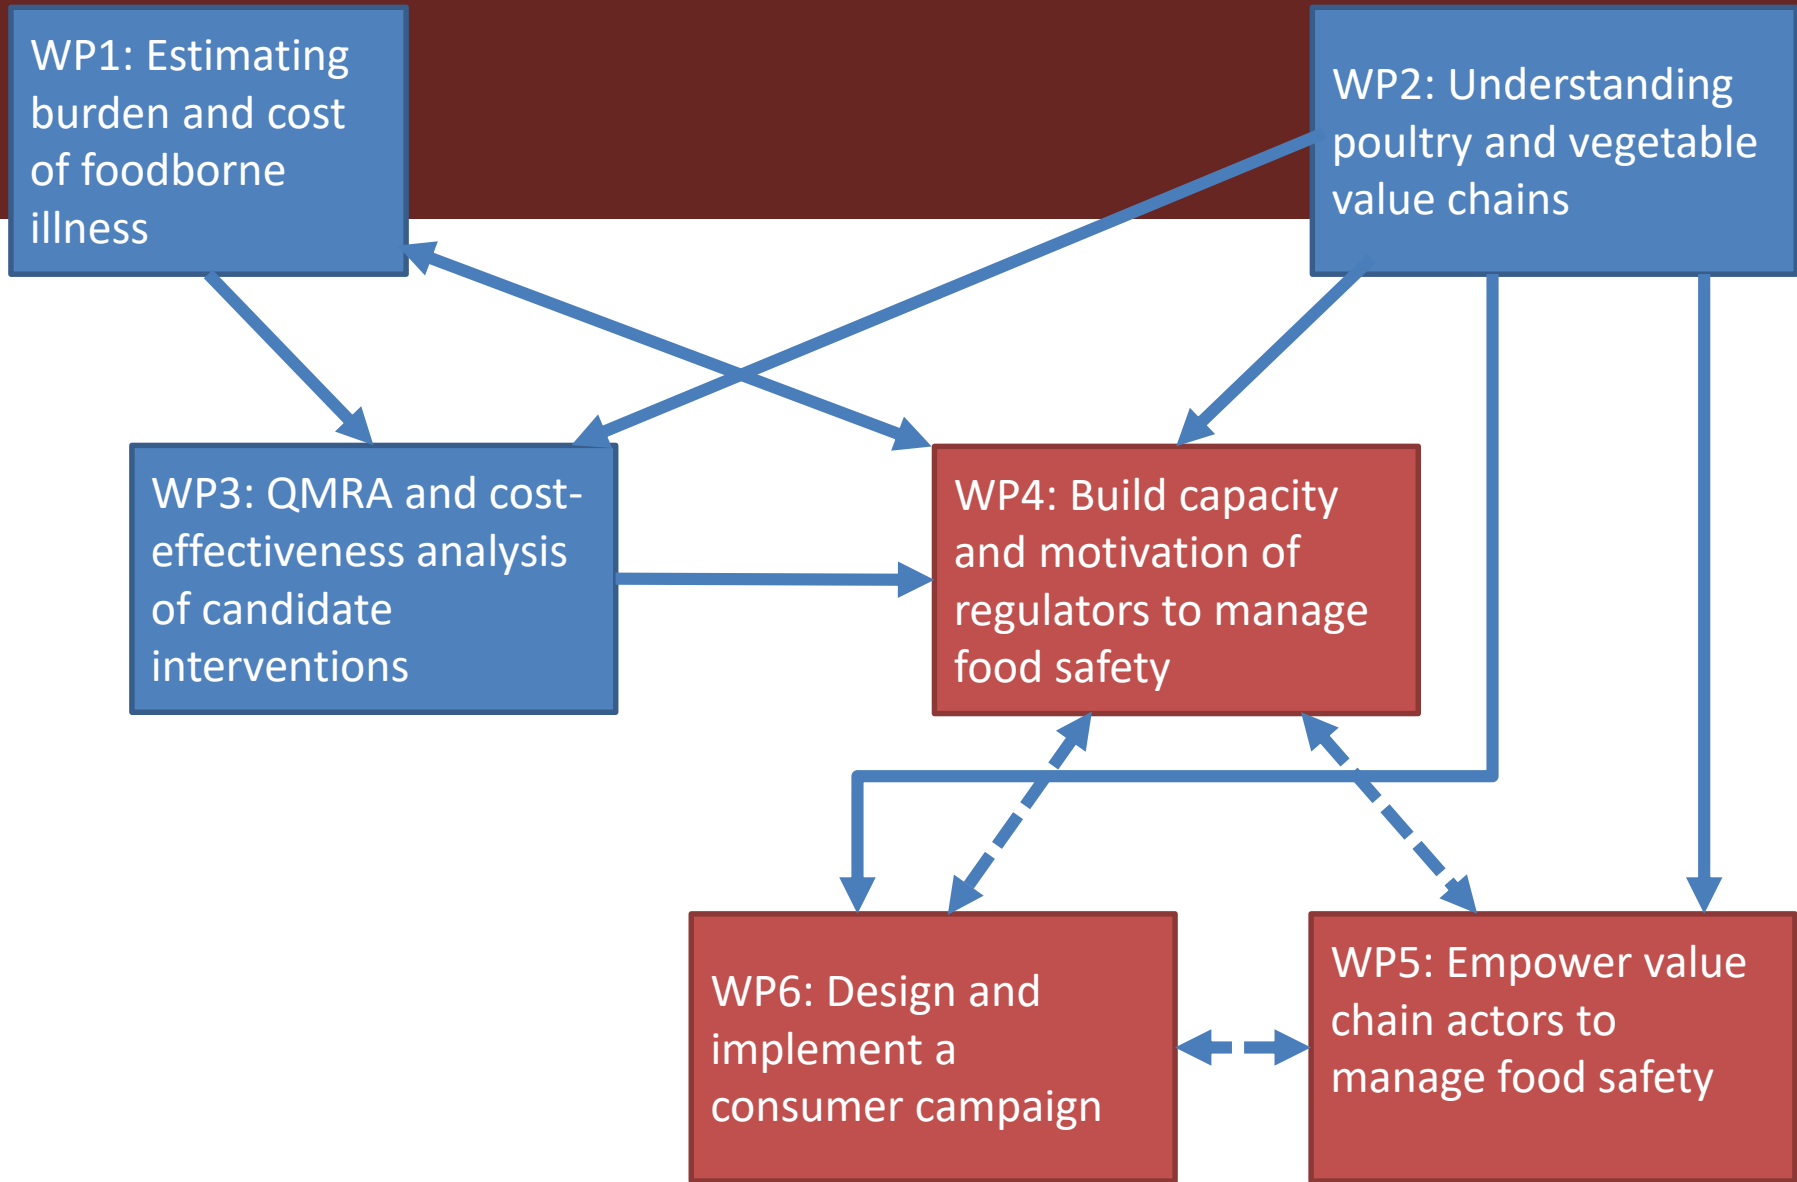 WP1: Estimating
burden and cost
of foodborne
illness
WP2: Understanding
poultry and vegetable
value chains
WP3: QMRA and cost-
effectiveness analysis
of candidate
interventions
WP4: Build capacity
and motivation of
regulators to manage
food safety
WP6: Design and
implement a
consumer campaign
WP5: Empower value
chain actors to
manage food safety